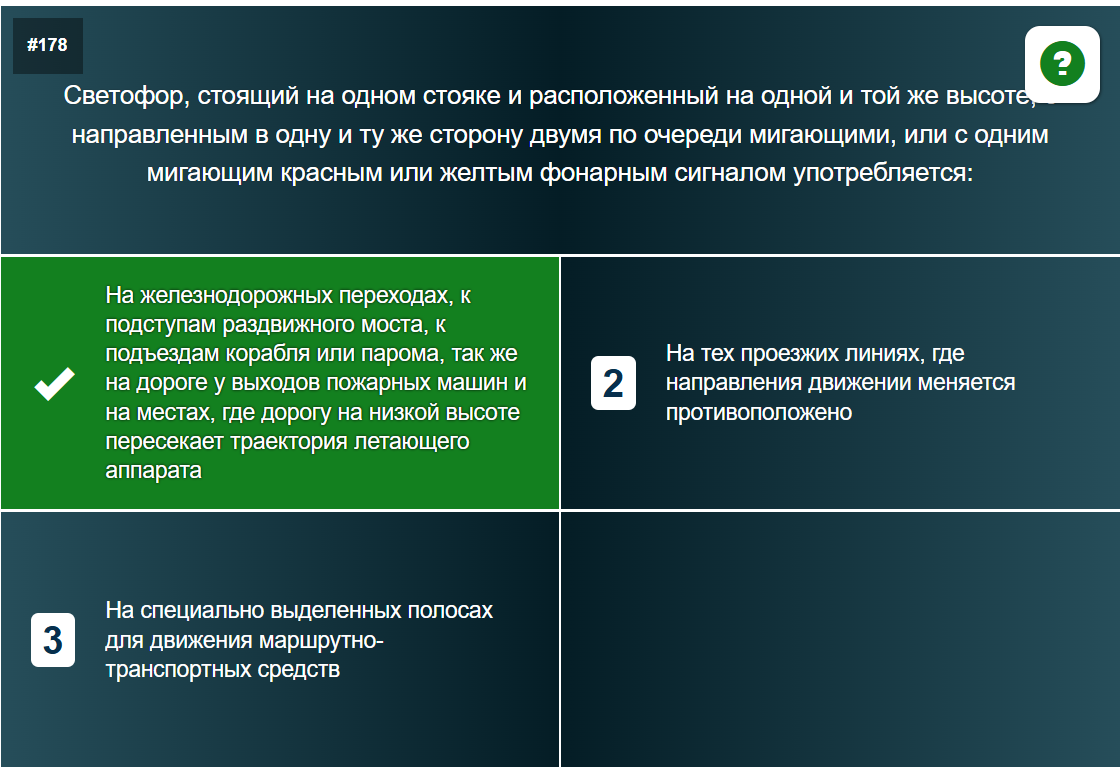 #178
?
Светофор, стоящий на одном стояке и расположенный на одной и той же высоте,
направленным в одну и ту же сторону двумя по очереди мигающими, или с одним
мигающим красным или желтым фонарным сигналом употребляется:
На железнодорожных переходах, к
подступам раздвижного моста, к
подъездам корабля или парома, так же
на дороге у выходов пожарных машин и
на местах, где дорогу на низкой высоте
пересекает траектория летающего
аппарата
2
На тех проезжих линиях, где
направления движении меняется
противоположено
3
На специально выделенных полосах
для движения маршрутно-
транспортных средств